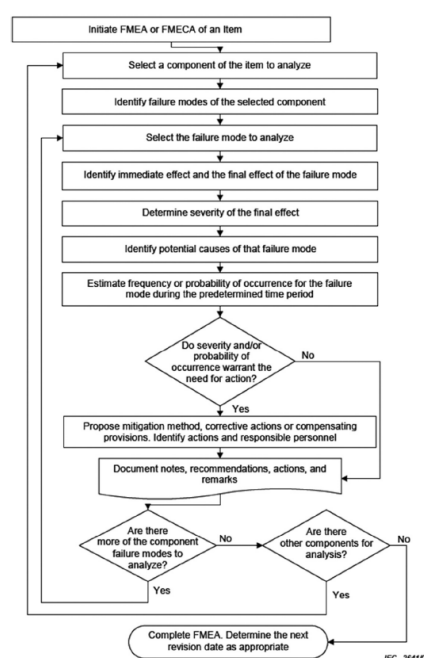 Initiate FMEA or FMECA of an Item
Select a component of the item to analyze
Identify failure modes of the selected component
Select the failure mode to analyze
Identify immediate effect and the final effect of the failure mode
Determine severity of the final effect
Identify potential causes of that failure mode
Estimate frequency or probability of occurrence for the failure
mode during the predetermined time period
Do severity and/or
probability of
occurrence warrant the
need for action?
No
Yes
Propose mitigation method, corrective actions or compensating
provisions. Identify actions and responsible personnel
Document notes, recommendations, actions, and
remarks
Are there
more of the component
failure modes to
analyze?
No
Yes
Are there
other components for
analysis?
No
Yes
Complete FMEA. Determine the next
revision date as appropriate
IEC